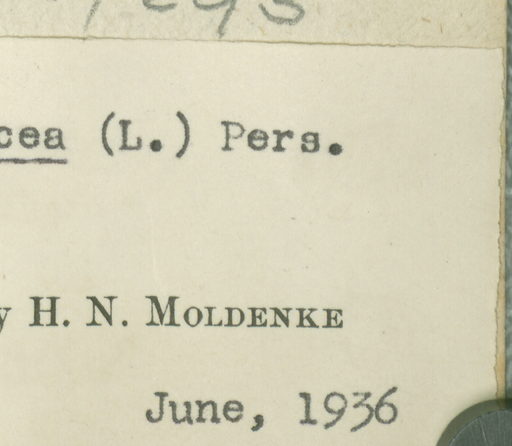 cea (L.) Pers.
y H. N. MOLDENKE
June, 1936